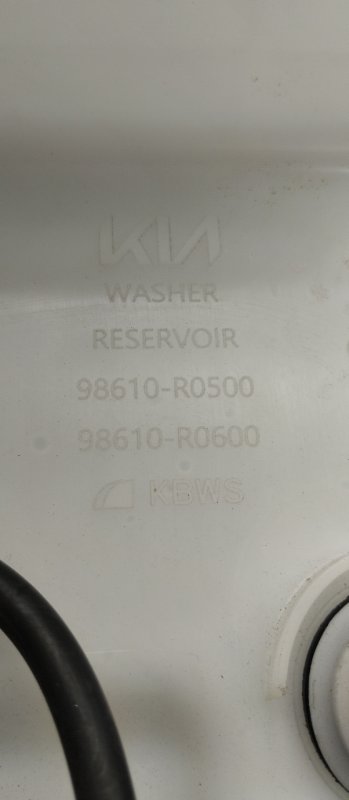 KIA
WASHER
RESERVOIR
98610-R0500
98610-R0600
KBWS